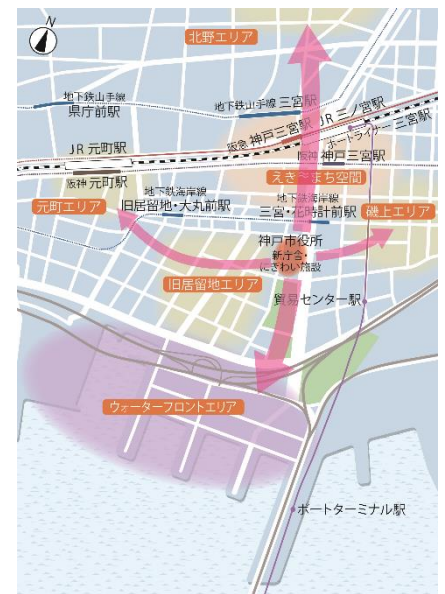 N
北野エリア
地下鉄山手線
県庁前駅
地下鉄山手線 三宮駅
JR 三ノ宮駅
阪急 神戸三宮駅
ポートライナー 三宮駅
JR 元町駅
阪神 神戸三宮駅
阪神 元町駅
えき≈まち空間
地下鉄海岸線
旧居留地・大丸前駅
地下鉄海岸線
三宮・花時計前駅
元町エリア
磯上エリア
神戸市役所
新庁舎・
にぎわい施設
旧居留地エリア
貿易センター駅
ウォーターフロントエリア
ポートターミナル駅